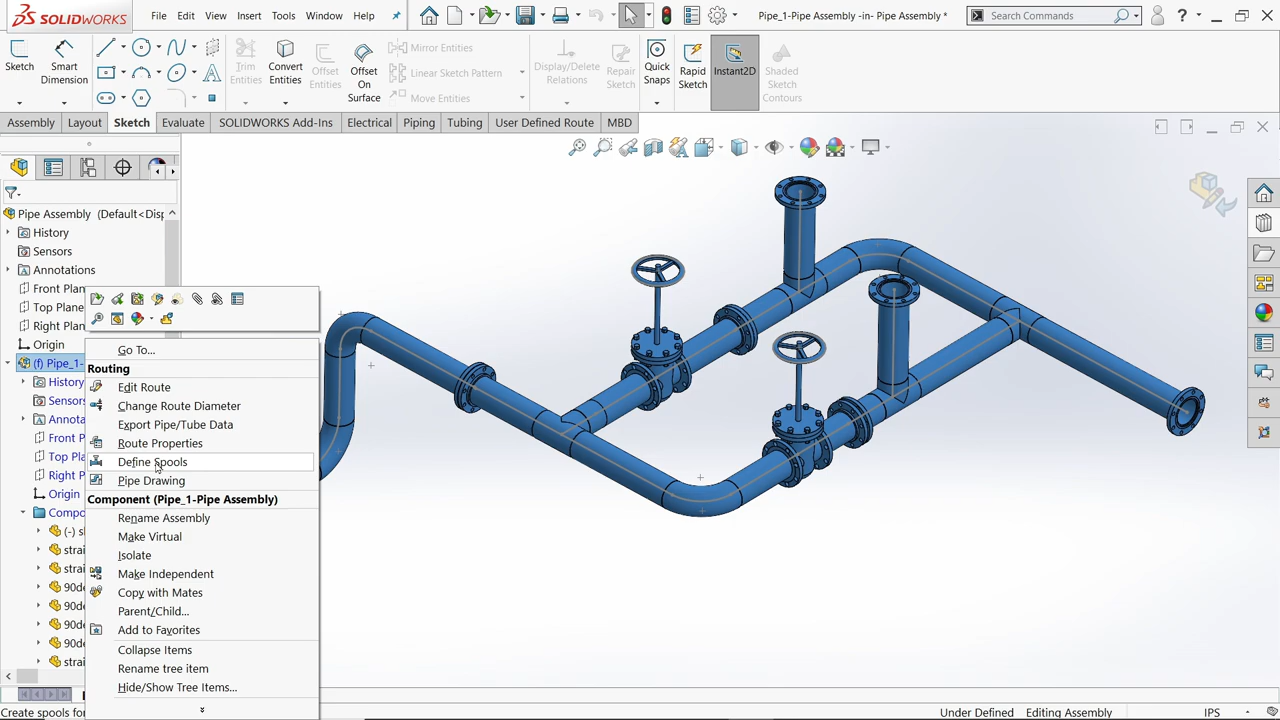 SOLIDWORKS File Edit View Insert Tools Window Help Pipe_1-Pipe Assembly -in- Pipe Assembly * Search Commands ?
Sketch Smart Dimension Trim Entities Convert Entities Offset Entities Offset On Surface Mirror Entities Linear Sketch Pattern Move Entities Display/Delete Relations Repair Sketch Quick Snaps Rapid Sketch Instant2D Shaded Sketch Contours
Assembly Layout Sketch Evaluate SOLIDWORKS Add-Ins Electrical Piping Tubing User Defined Route MBD
Pipe Assembly (Default<Disp
History
Sensors
Annotations
Front Plan
Top Plane
Right Plan
Origin
(f) Pipe_1-
History
Sensors
Annota
Front P
Top Pla
Right P
Origin
Compo
(-) sl
strai
strai
90de
90de
90de
90de
strai
Go To...
Routing
Edit Route
Change Route Diameter
Export Pipe/Tube Data
Route Properties
Define Spools
Pipe Drawing
Component (Pipe_1-Pipe Assembly)
Rename Assembly
Make Virtual
Isolate
Make Independent
Copy with Mates
Parent/Child...
Add to Favorites
Collapse Items
Rename tree item
Hide/Show Tree Items...
Create spools fo Under Defined Editing Assembly IPS